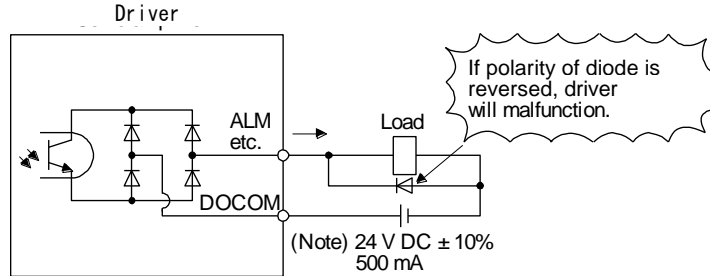 Driver
If polarity of diode is
reversed, driver
will malfunction.
ALM
etc.
Load
DOCOM
(Note) 24 V DC ± 10%
500 mA